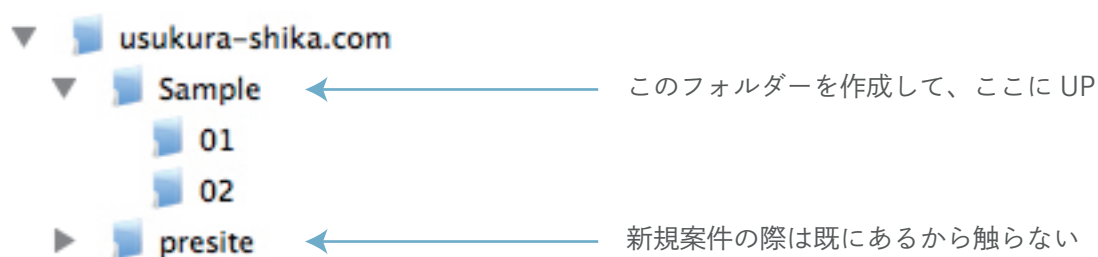 usukura-shika.com
Sample このフォルダーを作成して、ここに UP
01
02
presite 新規案件の際は既にあるから触らない